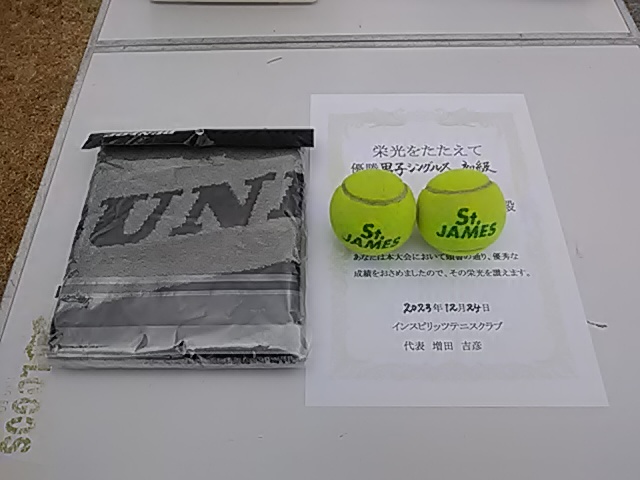 栄光をたたえて
優勝 男子シングルス 初級
殿
St.
JAMES
St.
JAMES
あなたは本大会において頭書の通り、優秀な
成績をおさめましたので、その栄光を讃えます。
2023年12月24日
インスピリッツテニスクラブ
代表 増田 吉彦
UNI